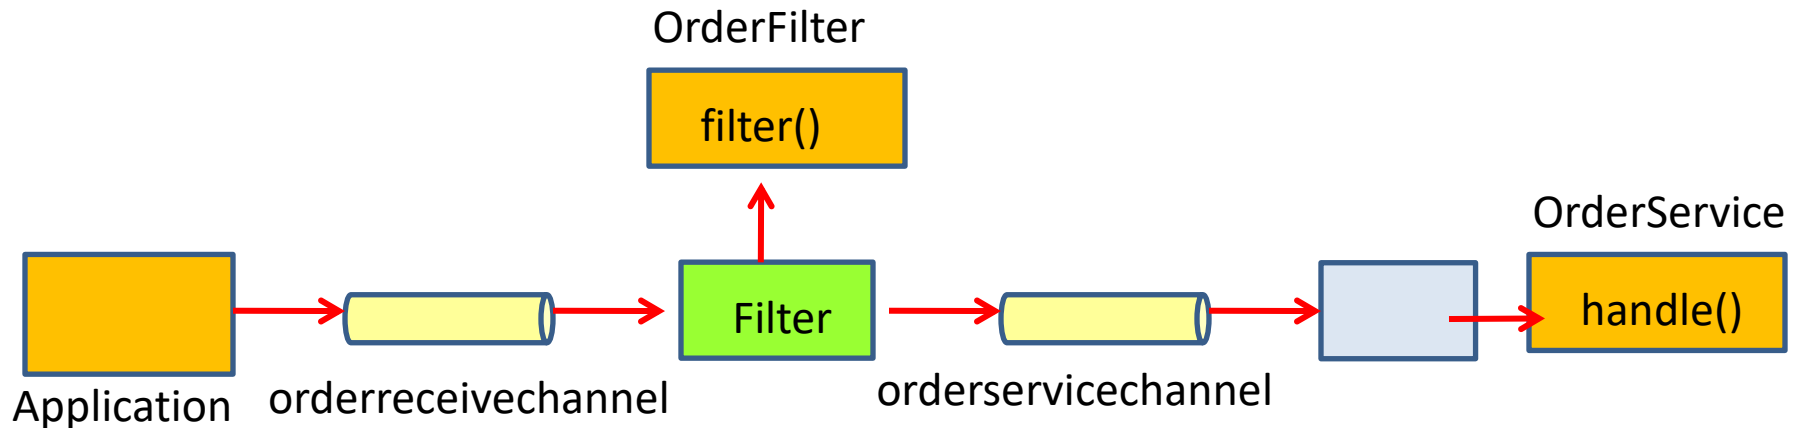 OrderFilter
filter()
OrderService
Filter
handle()
Application
orderreceivechannel
orderservicechannel